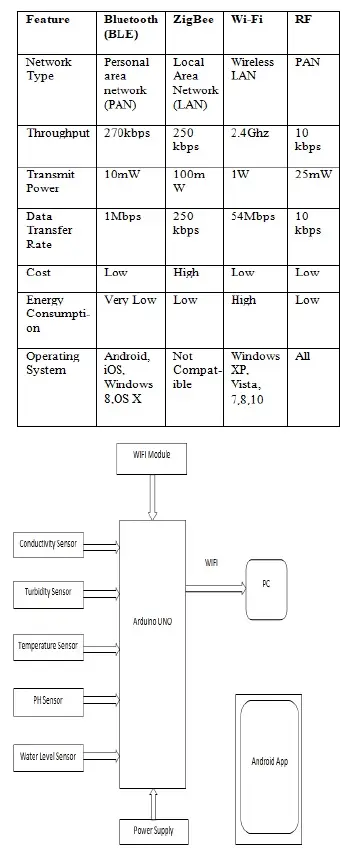 Feature Bluetooth ZigBee Wi-Fi RF
(BLE)
Network Personal Local Wireless PAN
Type area Area LAN
network Network
(PAN) (LAN)
Throughput 270kbps 250 2.4Ghz 10
kbps kbps
Transmit 10mW 100m 1W 25mW
Power W
Data 1Mbps 250 54Mbps 10
Transfer kbps kbps
Rate
Cost Low High Low Low
Energy Very Low Low High Low
Consumpti-
on
Operating Android, Not Windows All
System iOS, Compat- XP,
Windows ible Vista,
8,OS X 7,8,10
WIFI Module
Conductivity Sensor
Turbidity Sensor
Temperature Sensor
PH Sensor
Water Level Sensor
Arduino UNO
WIFI
PC
Android App
Power Supply